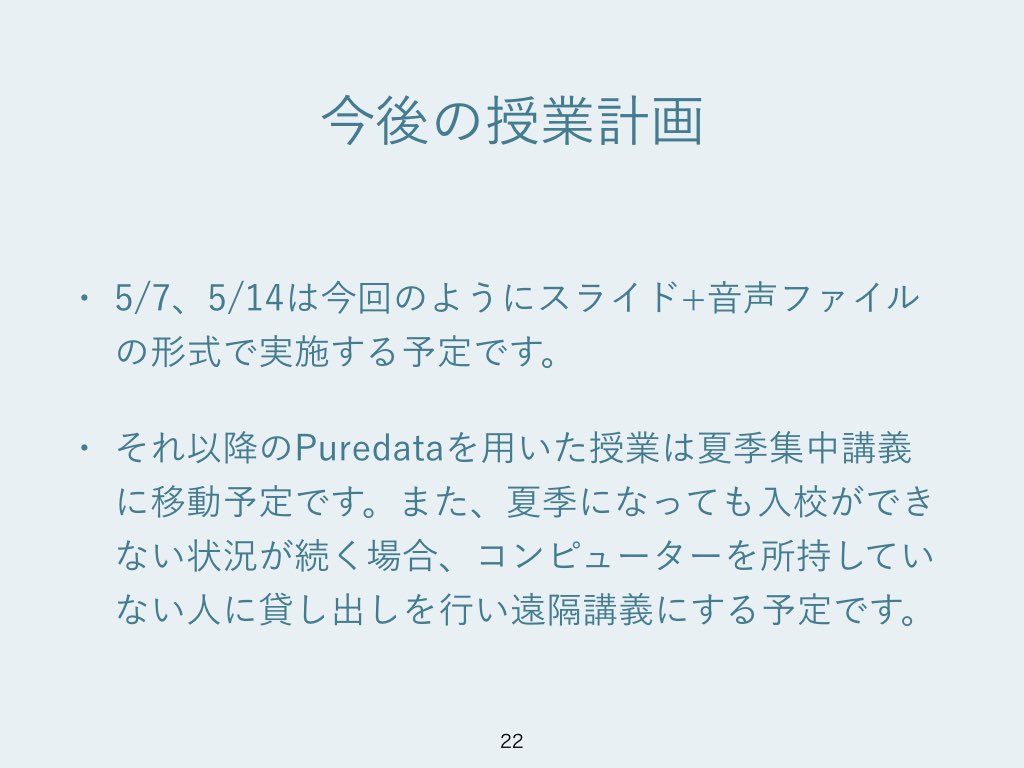 今後の授業計画
・ 5/7、5/14は今回のようにスライド+音声ファイル
の形式で実施する予定です。
・ それ以降のPuredataを用いた授業は夏季集中講義
に移動予定です。また、夏季になっても入校ができ
ない状況が続く場合、コンピューターを所持してい
ない人に貸し出しを行い遠隔講義にする予定です。
22